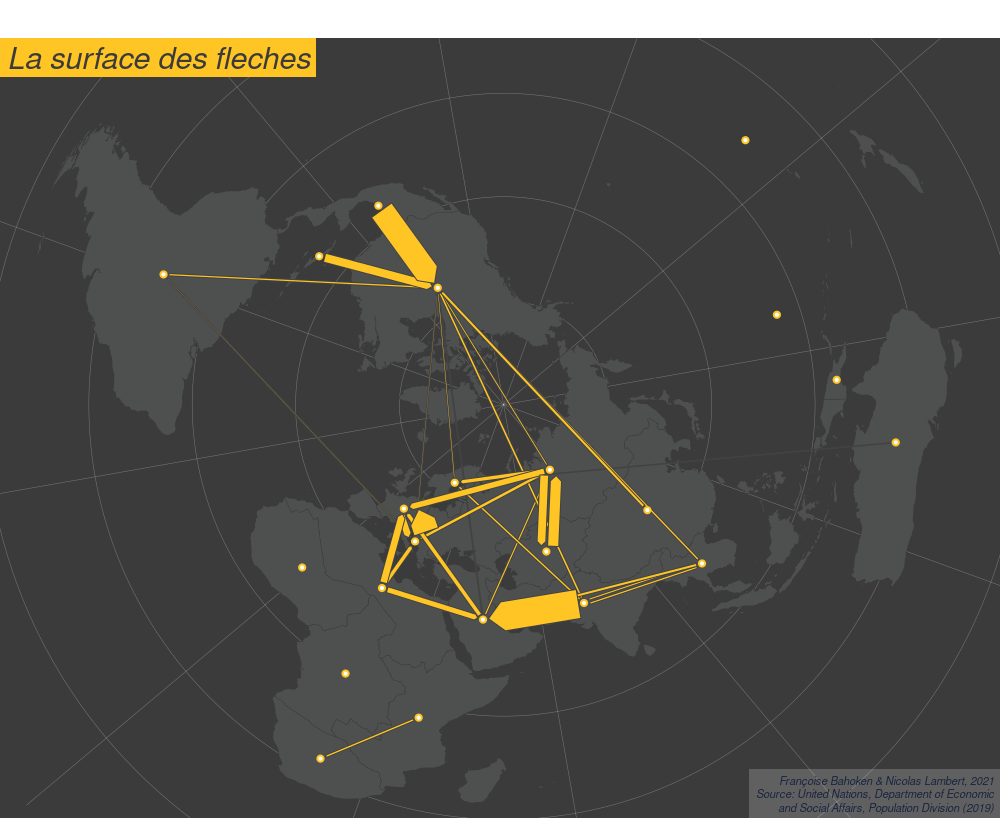 La surface des fleches
Françoise Bahoken & Nicolas Lambert, 2021
Source: United Nations, Department of Economic
and Social Affairs, Population Division (2019)